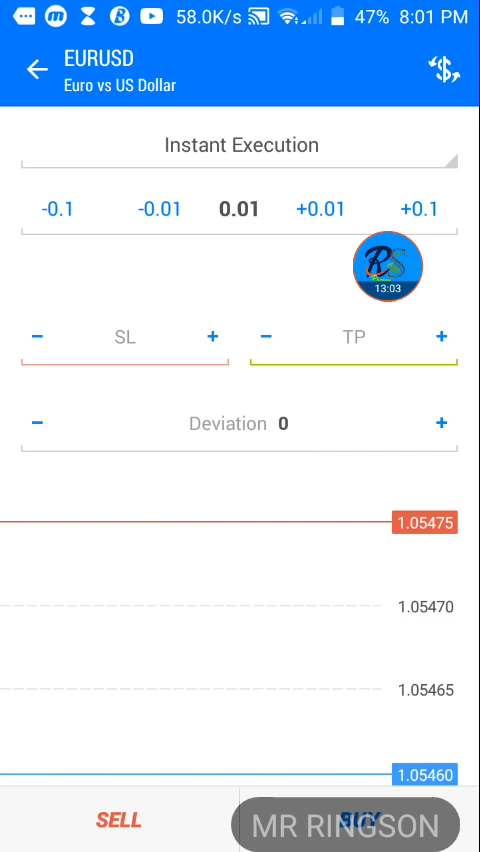 58.0K/s 47% 8:01 PM
EURUSD
Euro vs US Dollar
Instant Execution
-0.1 -0.01 0.01 +0.01 +0.1
RS
13:03
- SL + - TP +
- Deviation 0 +
1.05475
1.05470
1.05465
1.05460
SELL BUY
MR RINGSON